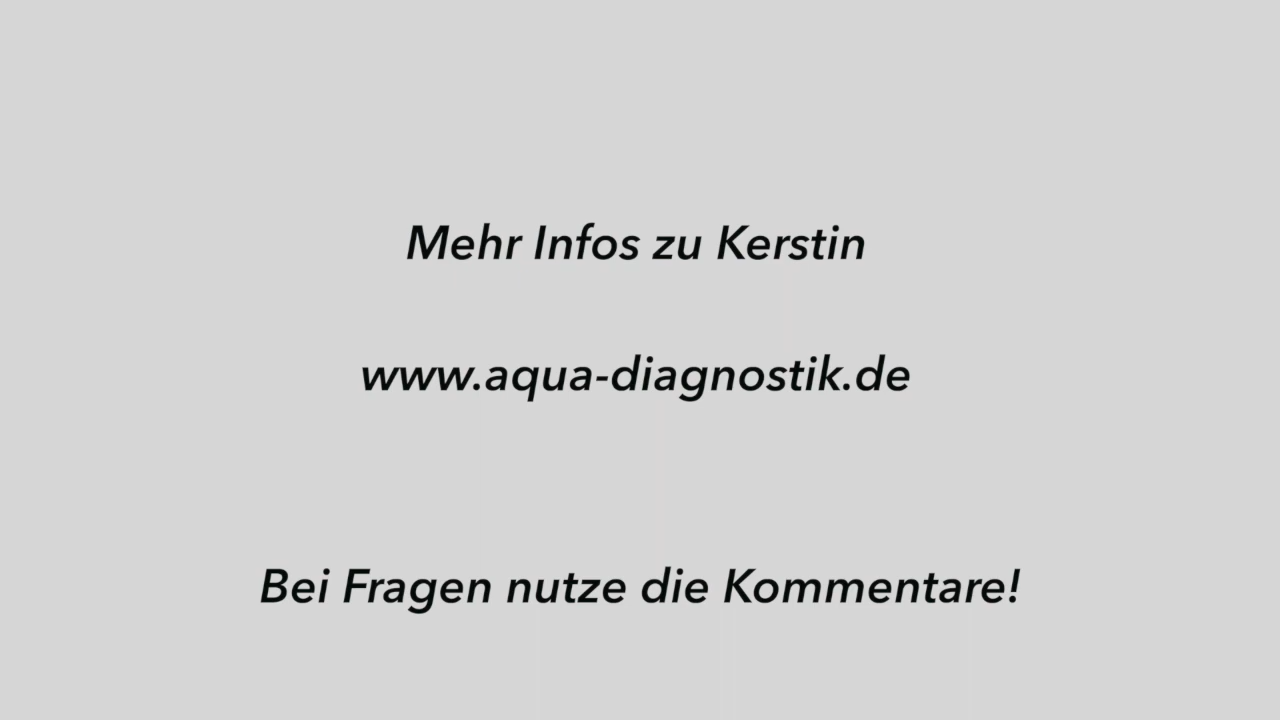 Mehr Infos zu Kerstin
www.aqua-diagnostik.de
Bei Fragen nutze die Kommentare!